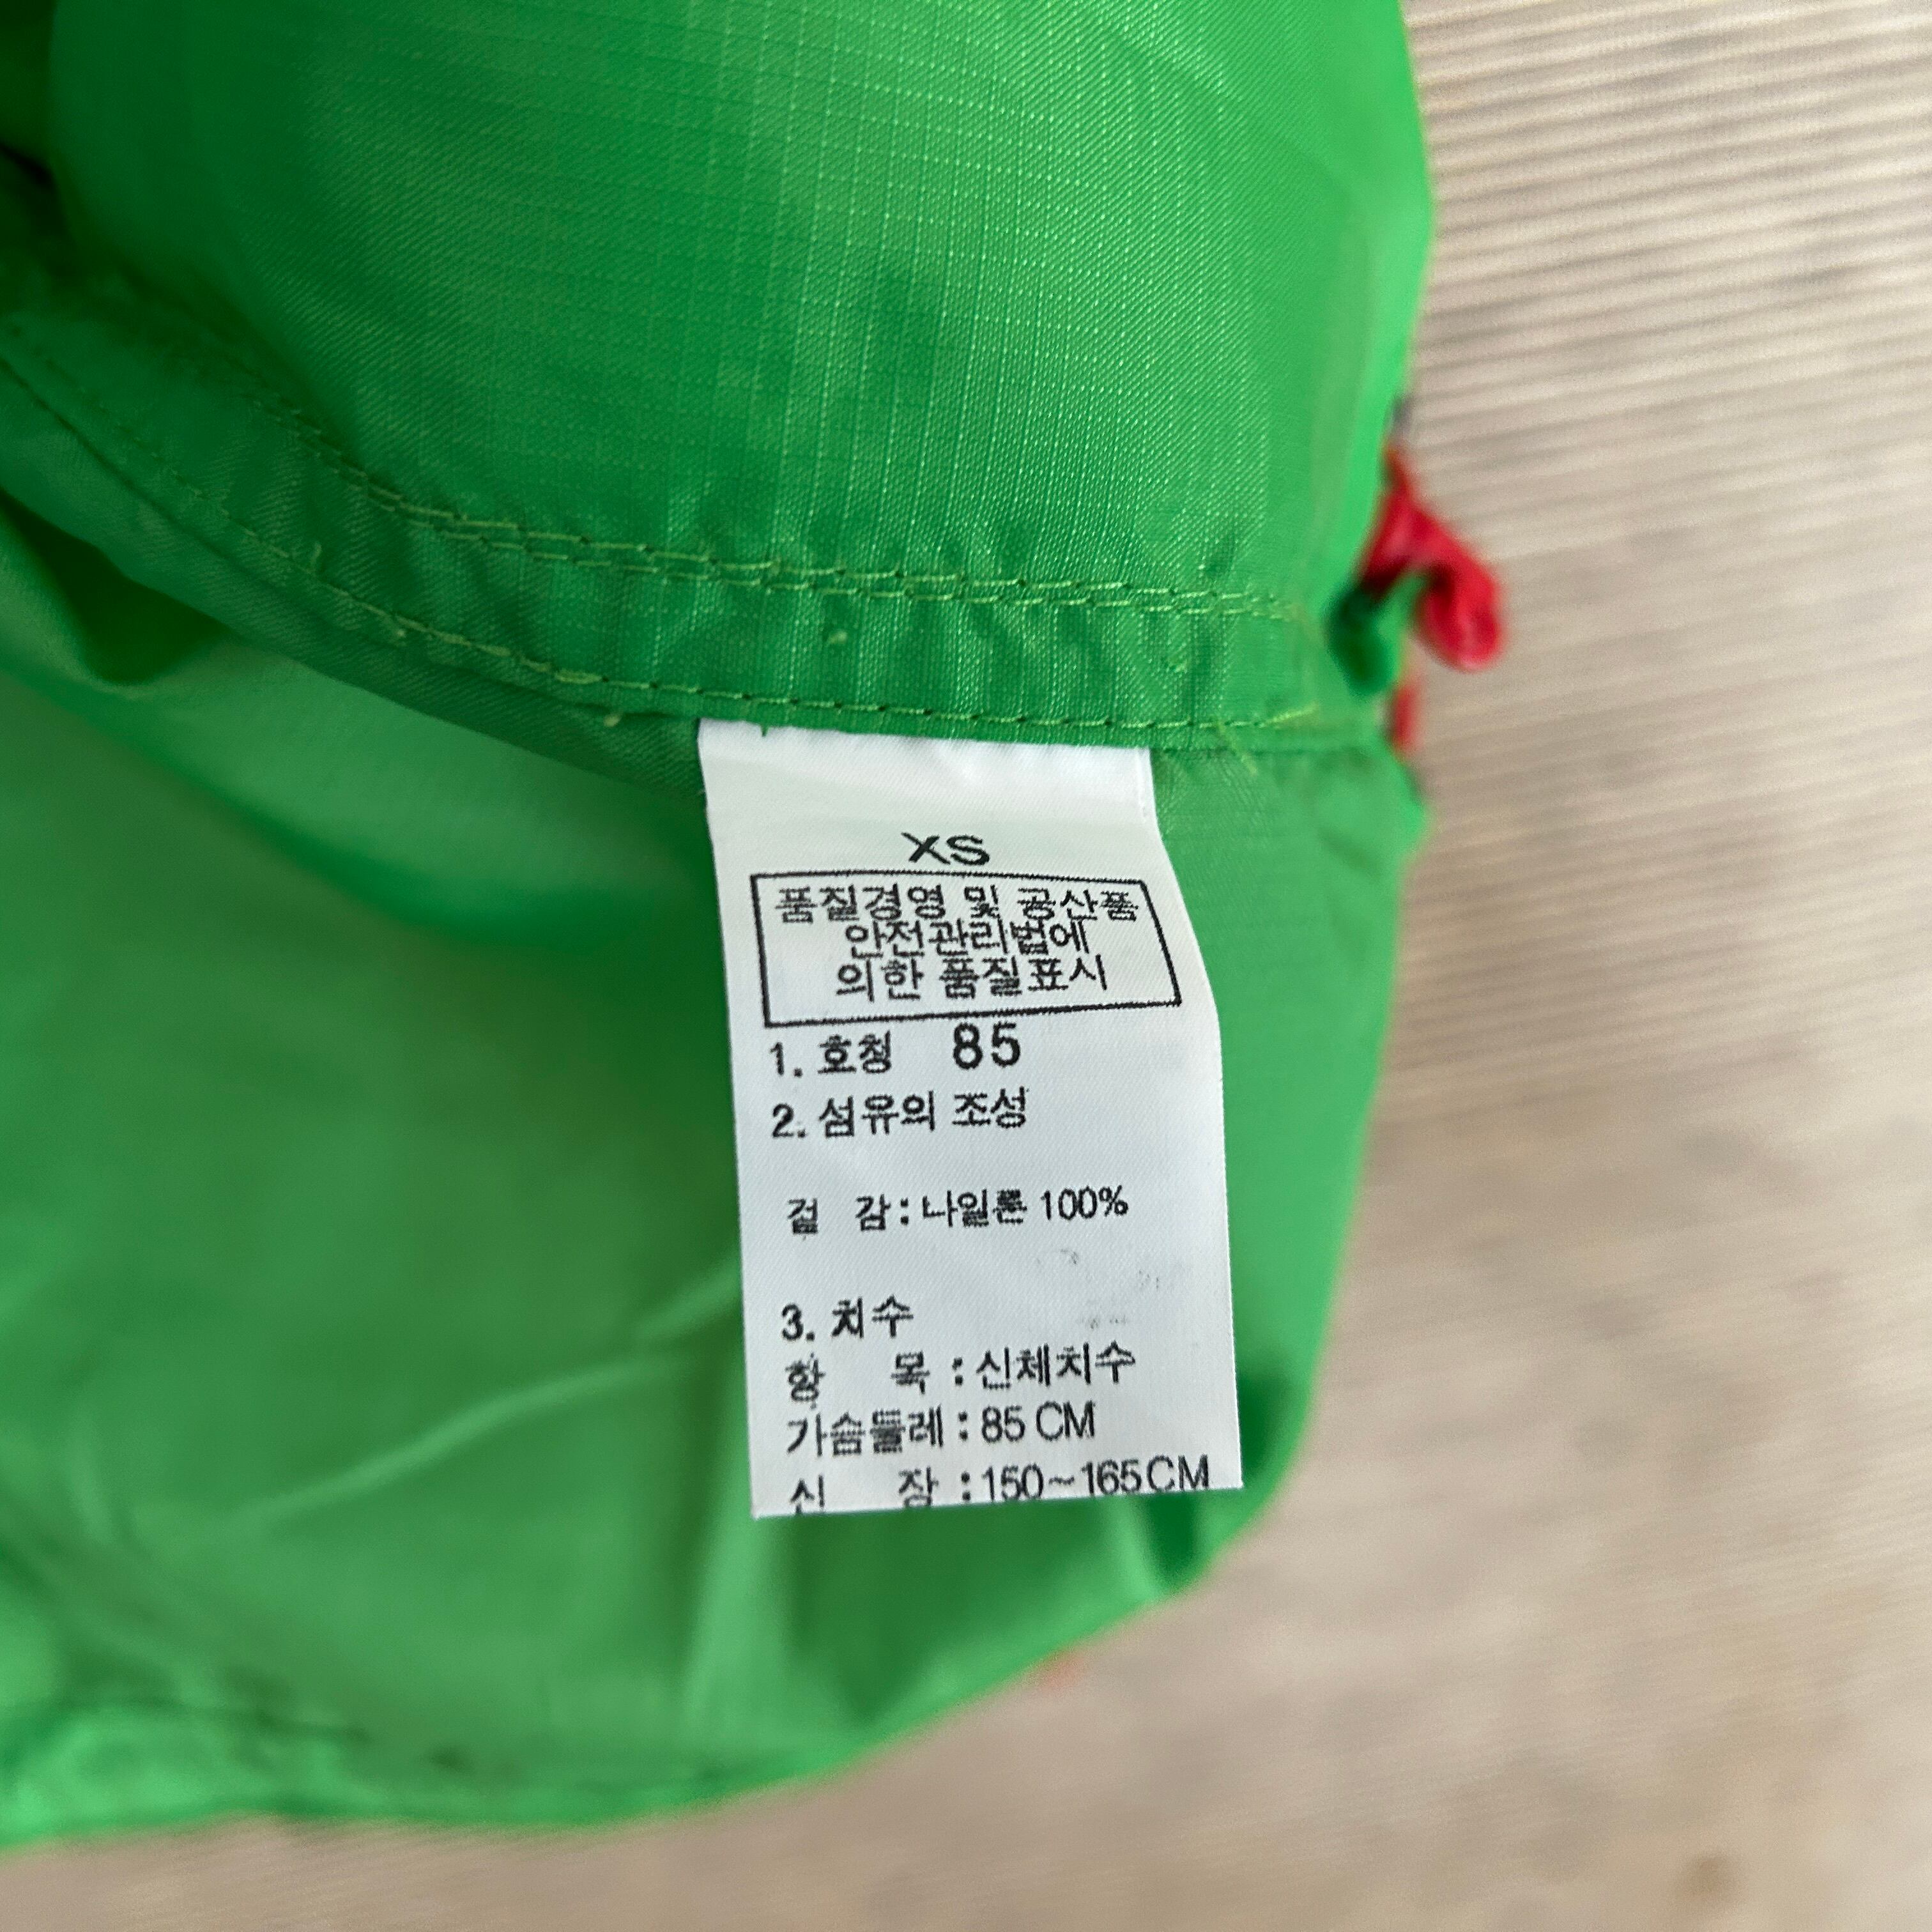 XS
품질경영 및 공산품
안전관리법에
의한 품질표시
1. 호칭 85
2. 섬유의 조성
겉 감 : 나일론 100%
3. 치수
항 목 : 신체치수
가슴둘레 : 85 CM
신 장 : 150~165CM